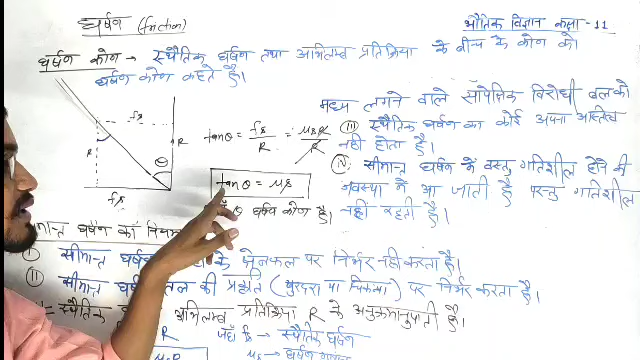 घर्षण (friction)
भौतिक विज्ञान कक्षा - 11
घर्षण कोण → स्थैतिक घर्षण तथा अभिलम्ब प्रतिक्रिया के बीच के कोण को
घर्षण कोण कहते है।
मध्य लगने वाले सापेक्षिक विरोधी बल को
III स्थैतिक घर्षण का कोई अपना अस्तित्व
नही होता है।
IV सीमान्त घर्षण में वस्तु गतिशील होने की
अवस्था में आ जाती है परन्तु गतिशील
नहीं रहती है।
fs
R
R
θ
fs
tanθ = fs/R = μsR/R
tanθ = μs
θ घर्षण कोण है।
सीमान्त घर्षण का नियम
I सीमान्त घर्षण के क्षेत्रफल पर निर्भर नही करता है।
II सीमान्त घर्षण तल की प्रकृति (खुरदरा या चिकना) पर निर्भर करता है।
स्थैतिक अभिलम्ब प्रतिक्रिया R के अनुक्रमानुपाती है।
R
जहाँ fs → स्थैतिक घर्षण
μs → घर्षण